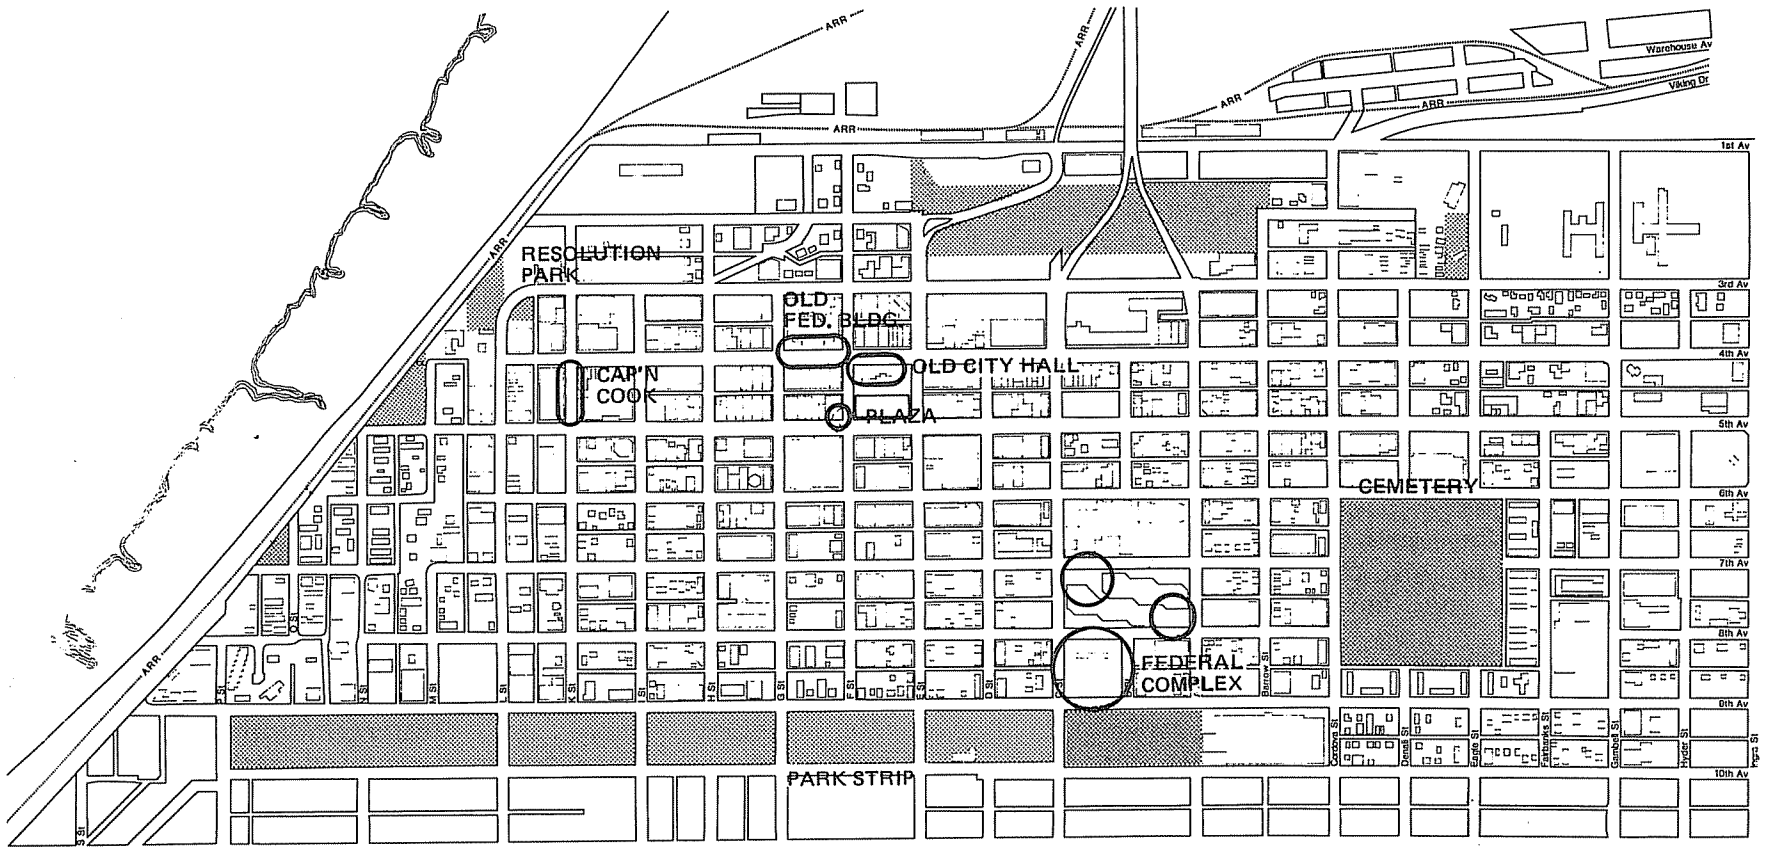 ARR
ARR
Warehouse Av
Viking Dr
ARR
ARR
ARR
1st Av
ARR
RESOLUTION
PARK
3rd Av
OLD
FED. BLDG.
4th Av
OLD CITY HALL
CAP'N
COOK
PLAZA
5th Av
CEMETERY
6th Av
7th Av
O St
8th Av
ARR
FEDERAL
COMPLEX
P St
N St
M St
L St
K St
I St
H St
G St
F St
E St
D St
Barrow St
9th Av
Cordova St
Denali St
Eagle St
Fairbanks St
Gambell St
Hyder St
Ingra St
PARK STRIP
10th Av
S St